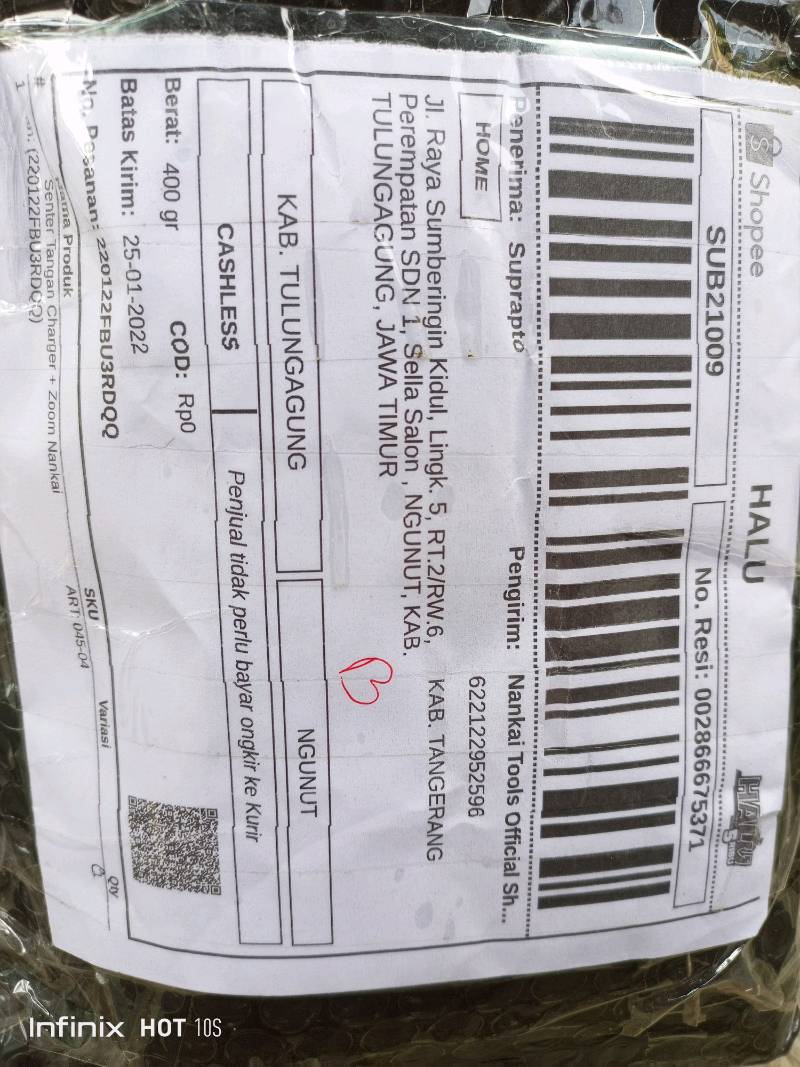 Shopee
HALU
HALU
SUB21009
No. Resi: 002866675371
Penerima: Suprapto
Pengirim: Nankai Tools Official Sh...
HOME
622122952596
Jl. Raya Sumberingin Kidul, Lingk. 5, RT.2/RW.6,
KAB. TANGERANG
Perempatan SDN 1, Sella Salon , NGUNUT, KAB.
TULUNGAGUNG, JAWA TIMUR
B
KAB. TULUNGAGUNG
NGUNUT
CASHLESS
Penjual tidak perlu bayar ongkir ke Kurir
Berat: 400 gr
COD: Rp0
Batas Kirim: 25-01-2022
No. Pesanan: 220122FBU3RDQQ
# Nama Produk
SKU
Variasi
Qty
1 Senter Tangan Charger + Zoom Nankai
ART. 045-04
(220122FBU3RDQQ)
Infinix HOT 10S